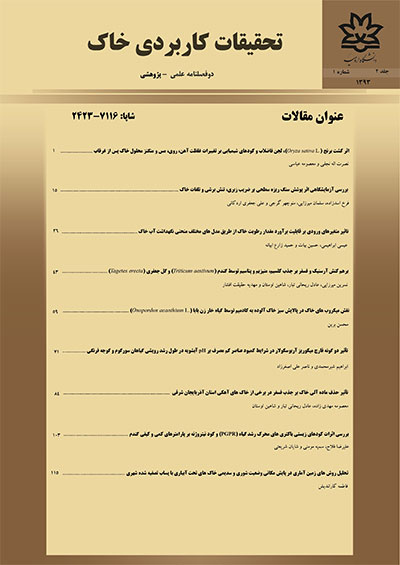 تحقیقات کاربردی خاک
دوفصلنامه علمی - پژوهشی
جلد ۲
شماره ۱
۱۳۹۳
عنوان مقالات
شاپا: ۷۱۱۶-۲۴۲۳
اثر کشت برنج (Oryza sativa L.)، لجن فاضلاب و کودهای شیمیایی بر تغییرات غلظت آهن، روی، مس و منگنز محلول خاک پس از غرقاب ۱
نصرت اله نجفی و معصومه عباسی
بررسی آزمایشگاهی اثر پوشش سنگ ریزه سطحی بر ضریب زبری، تنش برشی و تلفات خاک ۱۵
فرخ اسدزاده، سلمان میرزایی، منوچهر گرجی و علی جعفری اردکانی
تاثیر متغیرهای ورودی بر قابلیت برآورد مقدار رطوبت خاک از طریق مدل های مختلف منحنی نگهداشت آب خاک ۲۶
عیسی ابراهیمی، حسین بیات و حمید زارع ابیانه
برهم کنش آرسنیک و فسفر بر جذب کلسیم، منیزیم و پتاسیم توسط گندم (Triticum aestivum) و گل جعفری (Tagetes erecta) ۴۳
نسرین میرزایی، عادل ریحانی تبار، شاهین اوستان و مهدیه حقیقت افشار
نقش میکروب های خاک در پالایش سبز خاک آلوده به کادمیم توسط گیاه خار زن بابا (Onopordon acanthium L.) ۵۹
محسن برین
تأثیر دو گونه قارچ میکوریز آربوسکولار در شرایط کمبود عناصر کم مصرف بر pH آبشویه در طول رشد رویشی گیاهان سورگوم و گوجه فرنگی ۷۱
ابراهیم شیرمحمدی و ناصر علی اصغرزاد
تأثیر حذف ماده آلی خاک بر جذب فسفر در برخی از خاک های آهکی استان آذربایجان شرقی ۸۴
معصومه مهدی زاده، عادل ریحانی تبار و شاهین اوستان
بررسی اثرات کودهای زیستی باکتری های محرک رشد گیاه (PGPR) و کود نیتروژنه بر پارامترهای کمی و کیفی گندم ۱۰۳
علیرضا فلاح، سمیه مومنی و شایان شریعتی
تحلیل روش های زمین آماری در پایش مکانی وضعیت شوری و سدیمی خاک های تحت آبیاری با پساب تصفیه شده شهری ۱۱۵
فاطمه کاراندیش